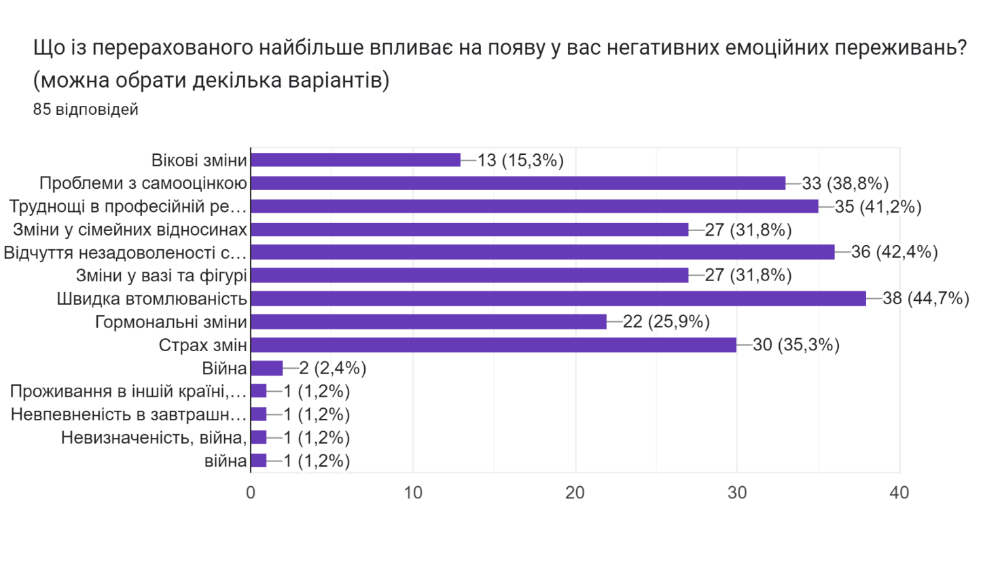 Що із перерахованого найбільше впливає на появу у вас негативних емоційних переживань?
(можна обрати декілька варіантів)
85 відповідей
Вікові зміни 13 (15,3%)
Проблеми з самооцінкою 33 (38,8%)
Труднощі в професійній ре… 35 (41,2%)
Зміни у сімейних відносинах 27 (31,8%)
Відчуття незадоволеності с… 36 (42,4%)
Зміни у вазі та фігурі 27 (31,8%)
Швидка втомлюваність 38 (44,7%)
Гормональні зміни 22 (25,9%)
Страх змін 30 (35,3%)
Війна 2 (2,4%)
Проживання в іншій країні,… 1 (1,2%)
Невпевненість в завтрашн… 1 (1,2%)
Невизначеність, війна, 1 (1,2%)
війна 1 (1,2%)
0 10 20 30 40